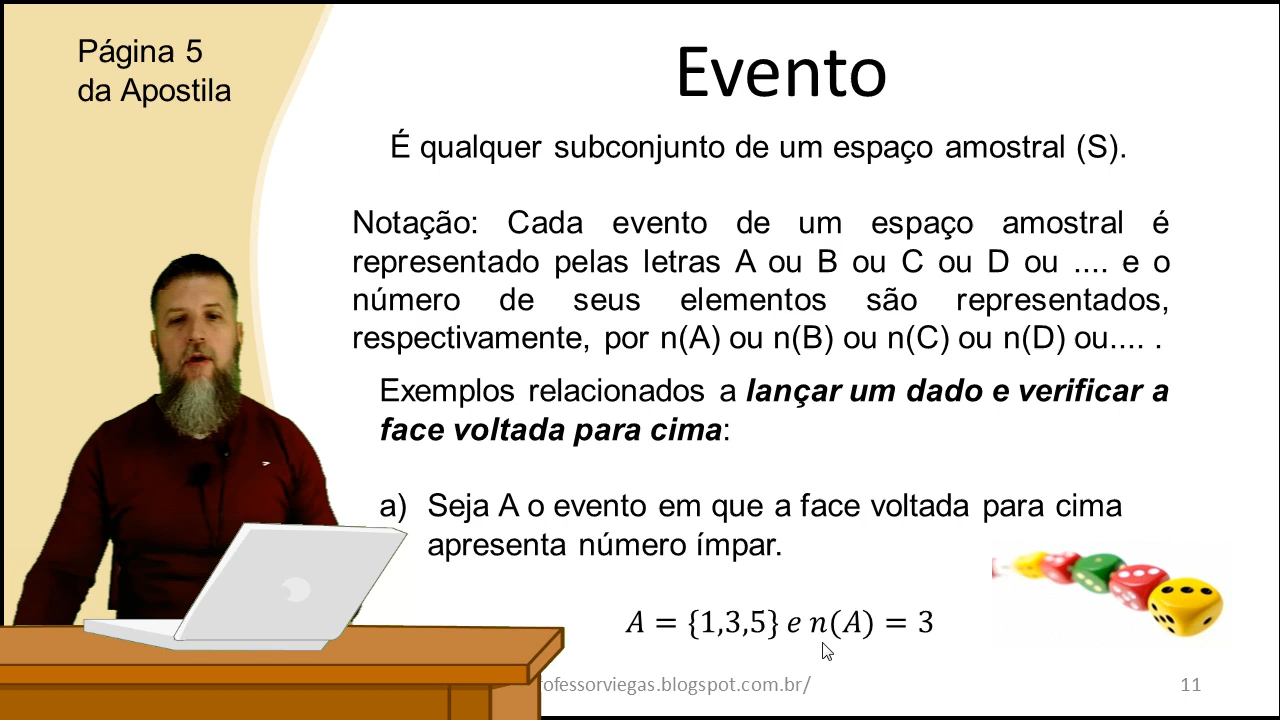 Página 5
da Apostila
Evento
É qualquer subconjunto de um espaço amostral (S).
Notação: Cada evento de um espaço amostral é
representado pelas letras A ou B ou C ou D ou .... e o
número de seus elementos são representados,
respectivamente, por n(A) ou n(B) ou n(C) ou n(D) ou.... .
Exemplos relacionados a lançar um dado e verificar a
face voltada para cima:
a) Seja A o evento em que a face voltada para cima
apresenta número ímpar.
A = {1,3,5} e n(A) = 3
rofessorviegas.blogspot.com.br/
11